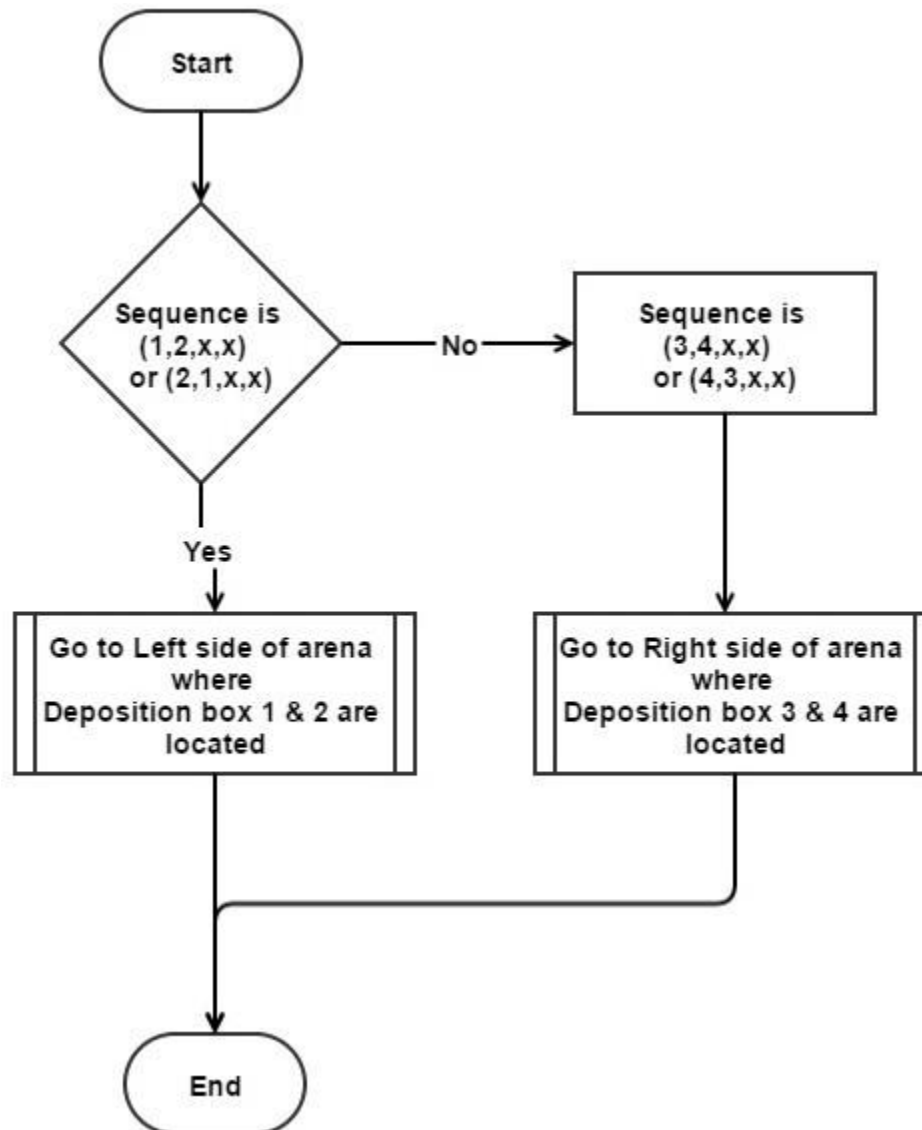 Start
Sequence is
(1,2,x,x)
or (2,1,x,x)
No
Sequence is
(3,4,x,x)
or (4,3,x,x)
Yes
Go to Left side of arena
where
Deposition box 1 & 2 are
located
Go to Right side of arena
where
Deposition box 3 & 4 are
located
End